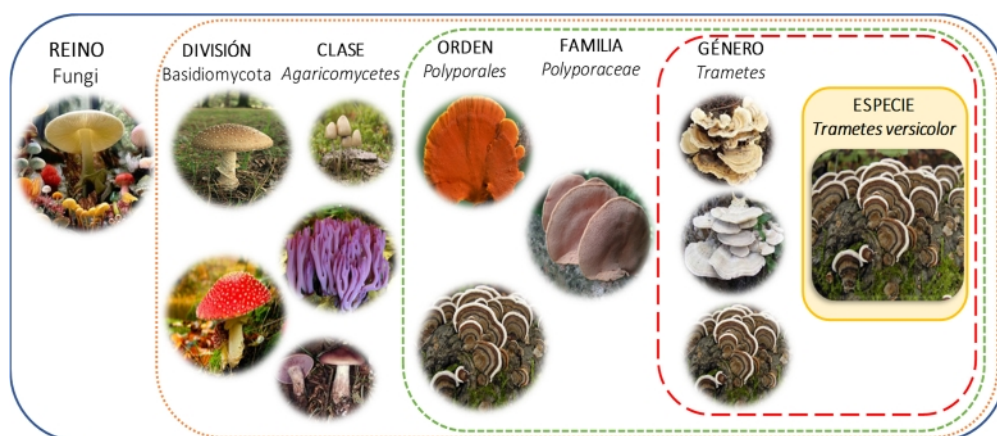 REINO
Fungi
DIVISIÓN
Basidiomycota
CLASE
Agaricomycetes
ORDEN
Polyporales
FAMILIA
Polyporaceae
GÉNERO
Trametes
ESPECIE
Trametes versicolor